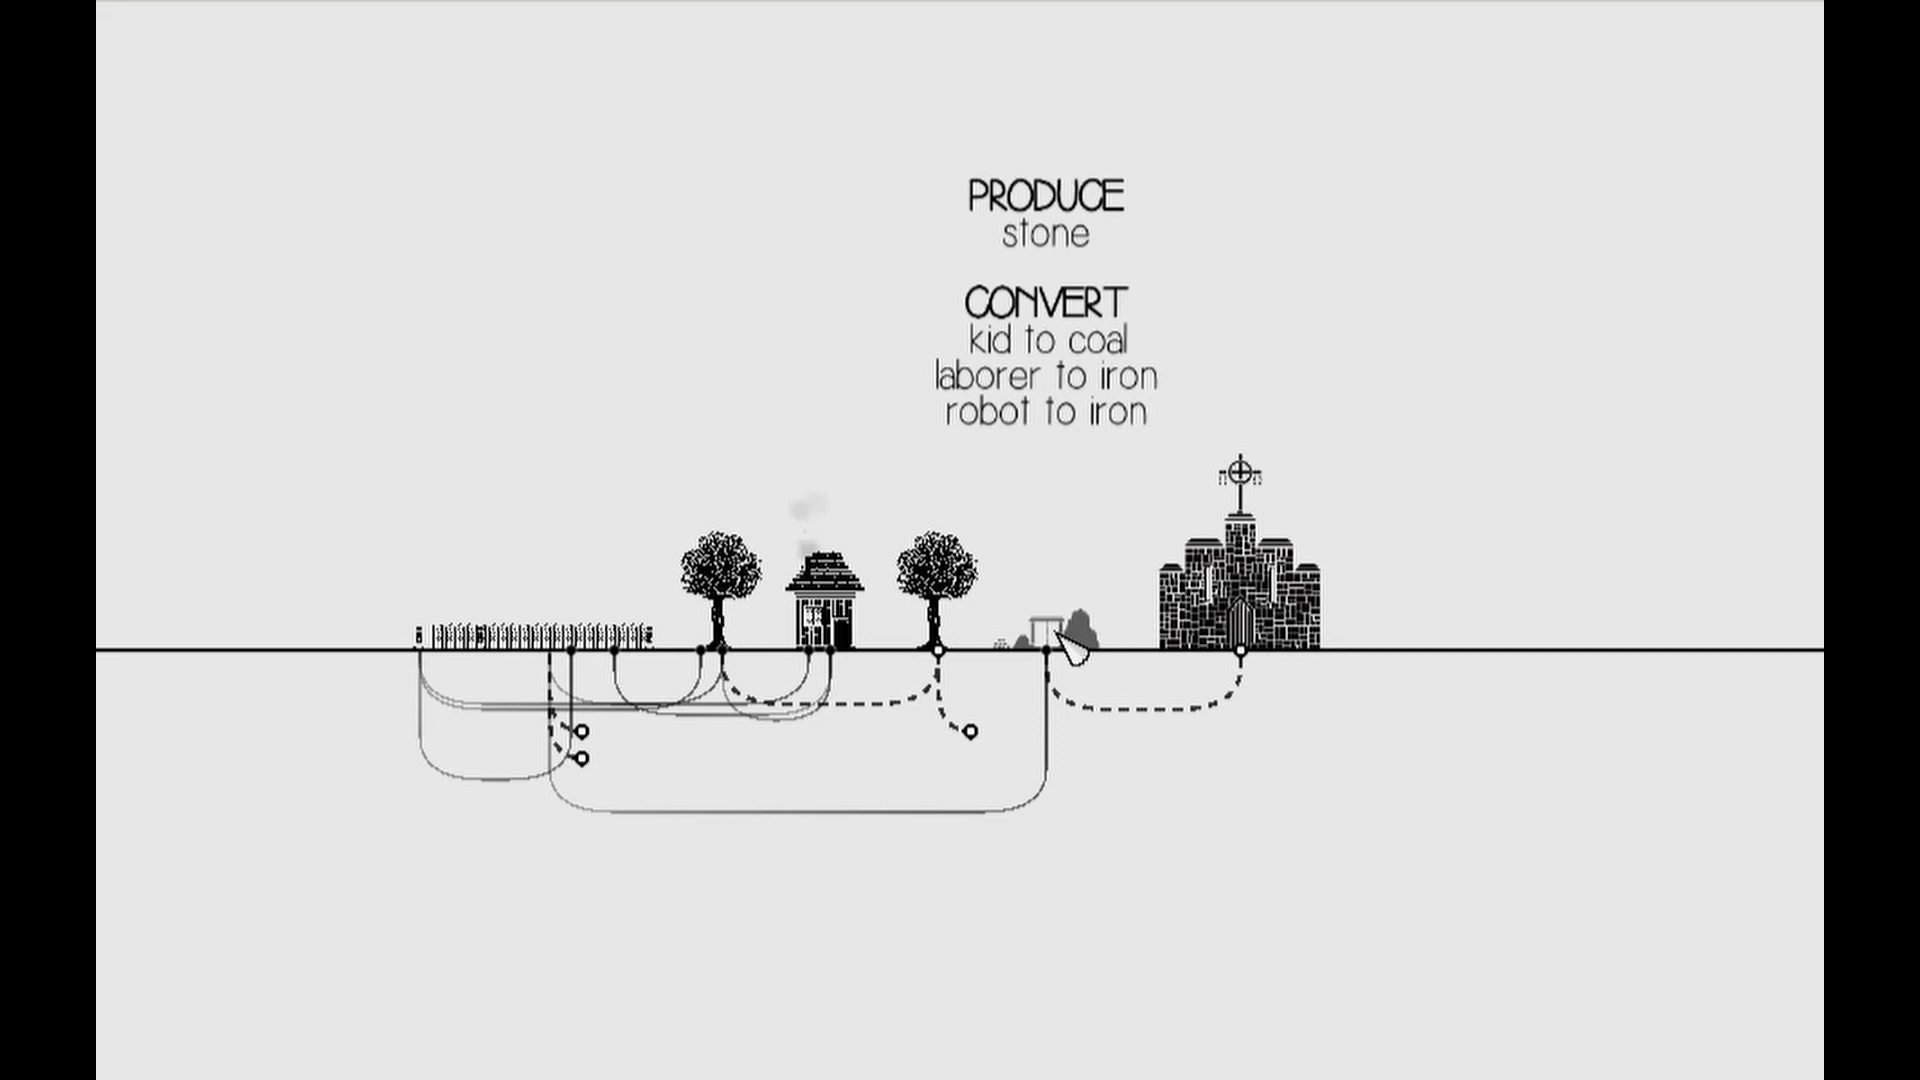 PRODUCE
stone
CONVERT
kid to coal
laborer to iron
robot to iron